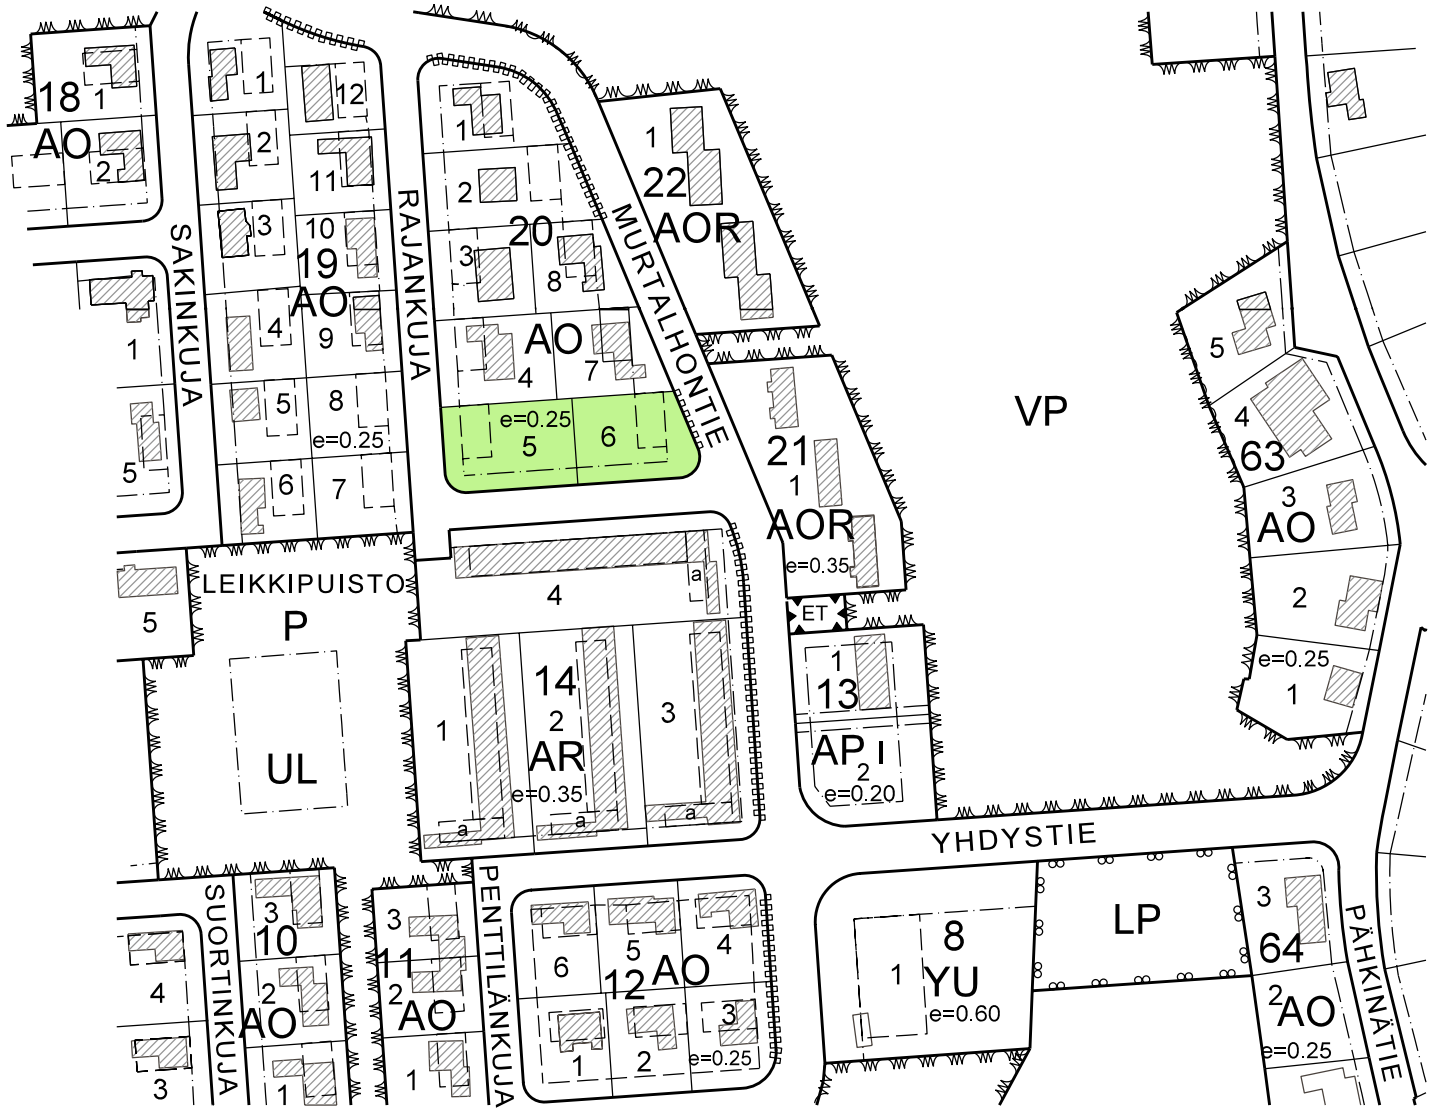 18
AO
1
2
SAKINKUJA
1
5
1
2
3
4
5
6
12
11
10
19
AO
9
8
e=0.25
7
RAJANKUJA
1
2
3
20
8
AO
4
7
e=0.25
5
6
MURTALHONTIE
1
22
AOR
21
1
AOR
e=0.35
ET
VP
5
4
63
3
AO
2
e=0.25
1
5
LEIKKIPUISTO
P
UL
4
a
14
1
2
3
AR
e=0.35
a
a
a
1
13
AP I
2
e=0.20
YHDYSTIE
4
3
SUORTINKUJA
3
10
2
AO
1
3
11
2
AO
1
PENTTILÄNKUJA
6
5
4
12
AO
1
2
3
e=0.25
8
1
YU
e=0.60
LP
3
64
2
AO
e=0.25
PÄHKINÄTIE